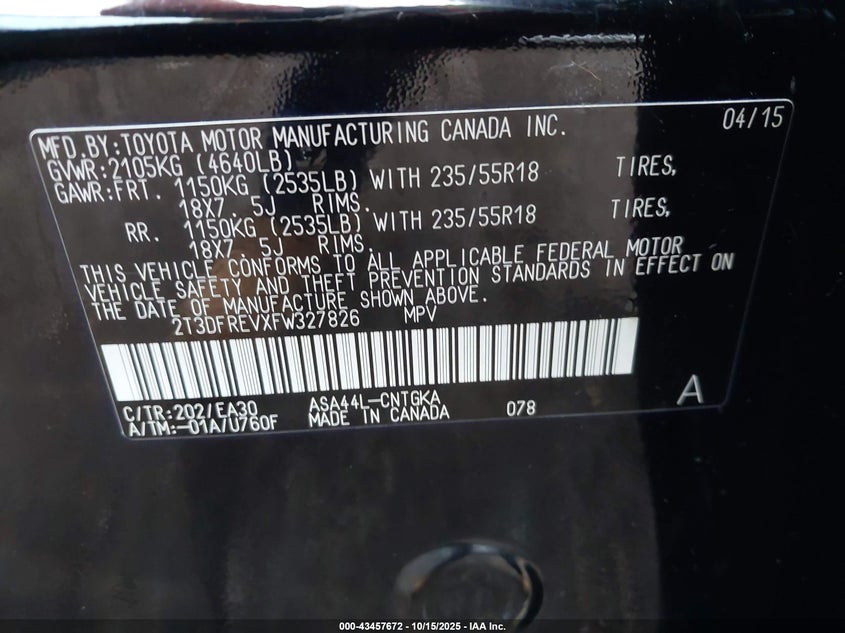 04/15
MFD.BY:TOYOTA MOTOR MANUFACTURING CANADA INC.
GVWR:2105KG (4640LB)
GAWR:FRT. 1150KG (2535LB) WITH 235/55R18 TIRES,
18X7. 5J RIMS.
RR. 1150KG (2535LB) WITH 235/55R18 TIRES,
18X7. 5J RIMS.
THIS VEHICLE CONFORMS TO ALL APPLICABLE FEDERAL MOTOR
VEHICLE SAFETY AND THEFT PREVENTION STANDARDS IN EFFECT ON
THE DATE OF MANUFACTURE SHOWN ABOVE.
2T3DFREVXFW327826 MPV
C/TR:202/EA30 ASA44L-CNTGKA
A/TM:-01A/U760F MADE IN CANADA 078 A
000-43457672 - 10/15/2025 - IAA Inc.